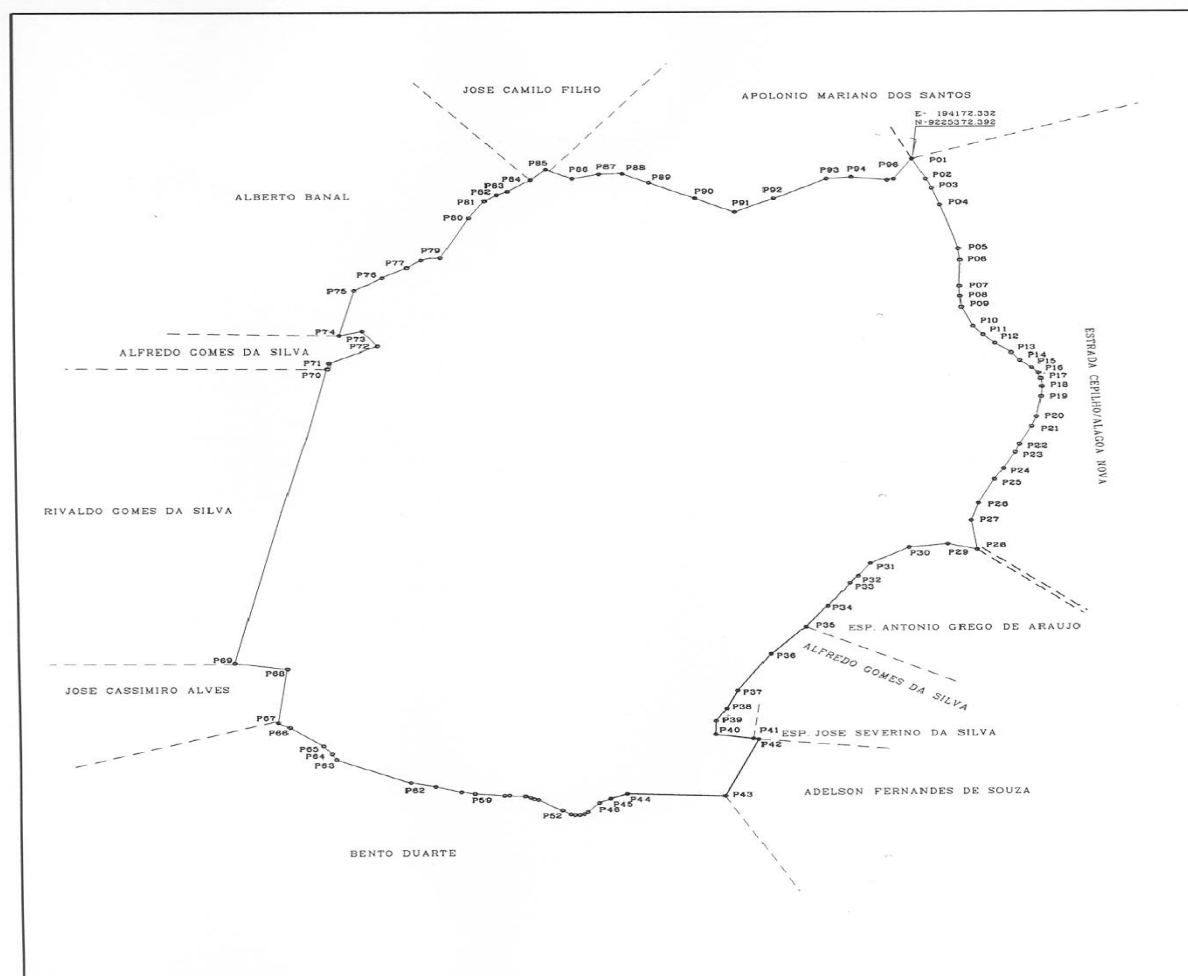 JOSE CAMILO FILHO
APOLONIO MARIANO DOS SANTOS
E- 194172.332
N-9225372.392
P01
P02
P03
P04
P05
P06
P07
P08
P09
P10
P11
P12
P13
P14
P15
P16
P17
P18
P19
P20
P21
P22
P23
P24
P25
P26
P27
P28
P29
P30
P31
P32
P33
P34
P35
P36
P37
P38
P39
P40
P41
P42
P43
P44
P45
P46
P52
P59
P62
P63
P64
P65
P66
P67
P68
P69
P70
P71
P72
P73
P74
P75
P76
P77
P79
P80
P81
P82
P83
P84
P85
P86
P87
P88
P89
P90
P91
P92
P93
P94
P96
ESTRADA CEPILHO/ALAGOA NOVA
ESP. ANTONIO GREGO DE ARAUJO
ALFREDO GOMES DA SILVA
ESP. JOSE SEVERINO DA SILVA
ADELSON FERNANDES DE SOUZA
BENTO DUARTE
JOSE CASSIMIRO ALVES
RIVALDO GOMES DA SILVA
ALFREDO GOMES DA SILVA
ALBERTO BANAL